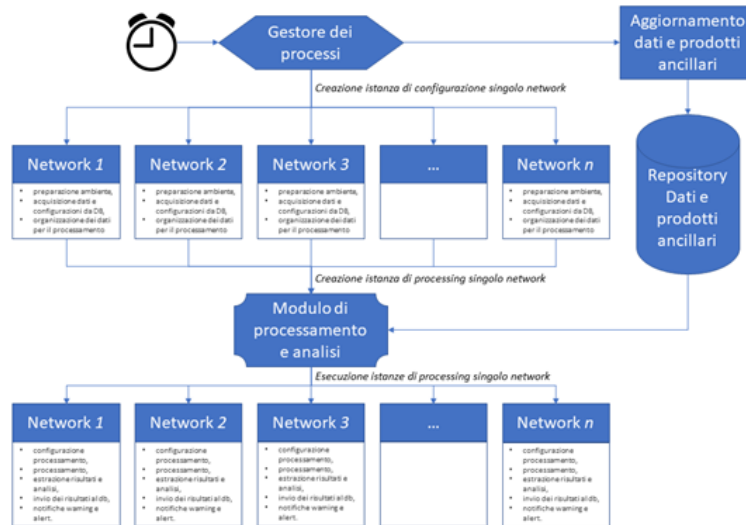 Gestore dei
processi
Aggiornamento
dati e prodotti
ancillari
Creazione istanza di configurazione singolo network
Network 1
• preparazione ambiente,
• acquisizione dati e
configurazioni da DB,
• organizzazione dei dati
per il processamento
Network 2
• preparazione ambiente,
• acquisizione dati e
configurazioni da DB,
• organizzazione dei dati
per il processamento
Network 3
• preparazione ambiente,
• acquisizione dati e
configurazioni da DB,
• organizzazione dei dati
per il processamento
...
Network n
• preparazione ambiente,
• acquisizione dati e
configurazioni da DB,
• organizzazione dei dati
per il processamento
Repository
Dati e
prodotti
ancillari
Creazione istanza di processing singolo network
Modulo di
processamento
e analisi
Esecuzione istanze di processing singolo network
Network 1
• configurazione
processamento,
• processamento,
• estrazione risultati e
analisi,
• invio dei risultati al db,
• notifiche warning e
alert.
Network 2
• configurazione
processamento,
• processamento,
• estrazione risultati e
analisi,
• invio dei risultati al db,
• notifiche warning e
alert.
Network 3
• configurazione
processamento,
• processamento,
• estrazione risultati e
analisi,
• invio dei risultati al db,
• notifiche warning e
alert.
...
Network n
• configurazione
processamento,
• processamento,
• estrazione risultati e
analisi,
• invio dei risultati al db,
• notifiche warning e
alert.